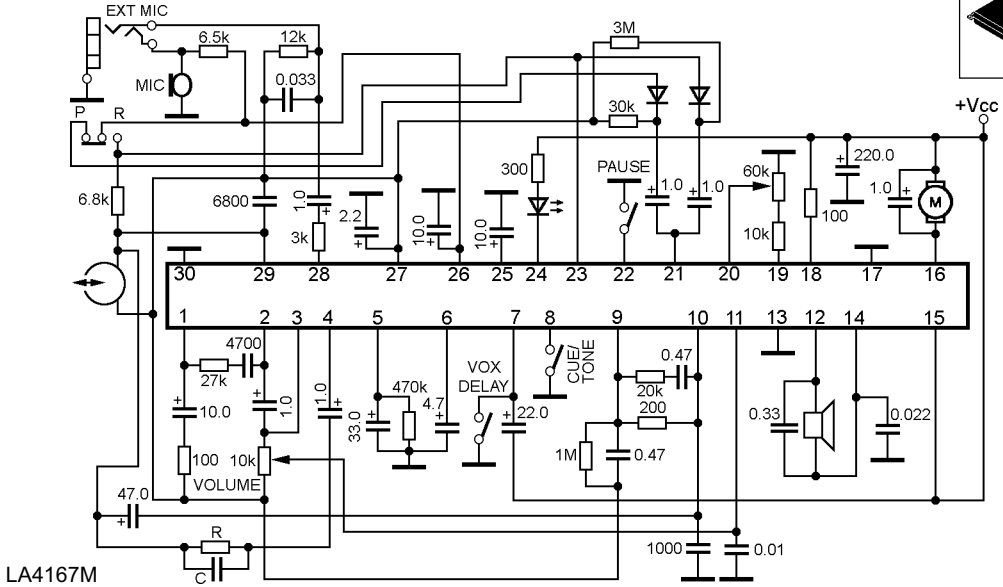 EXT MIC
6.5k
12k
3M
MIC
0.033
P
R
30k
+Vcc
300
PAUSE
60k
220.0
6.8k
6800
1.0
2.2
10.0
10.0
1.0
1.0
100
1.0
M
3k
10k
30
29
28
27
26
25
24
23
22
21
20
19
18
17
16
1
2
3
4
5
6
7
8
9
10
11
13
12
14
15
4700
27k
VOX
DELAY
CUE/
TONE
0.47
20k
200
10.0
1.0
1.0
470k
33.0
4.7
22.0
0.33
0.022
100
10k
VOLUME
1M
0.47
47.0
R
C
1000
0.01
LA4167M